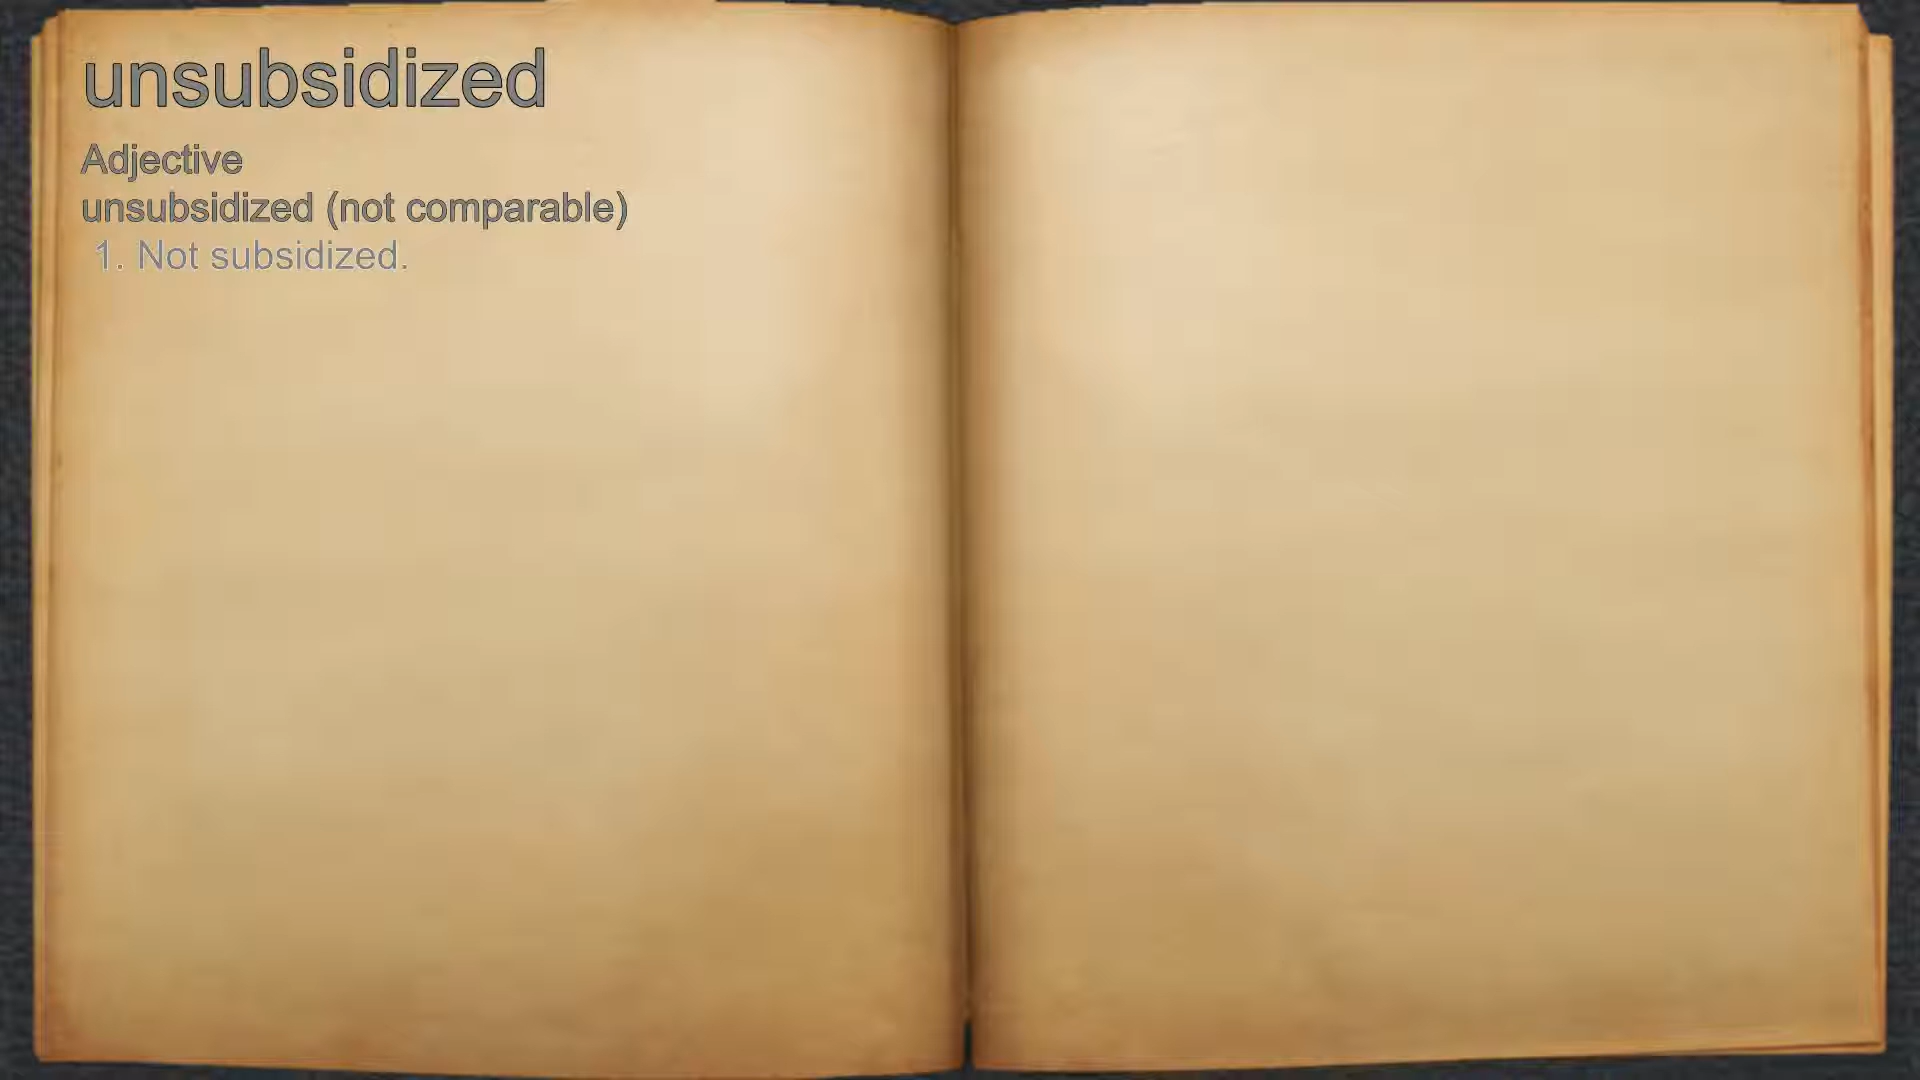 unsubsidized
Adjective
unsubsidized (not comparable)
1. Not subsidized.